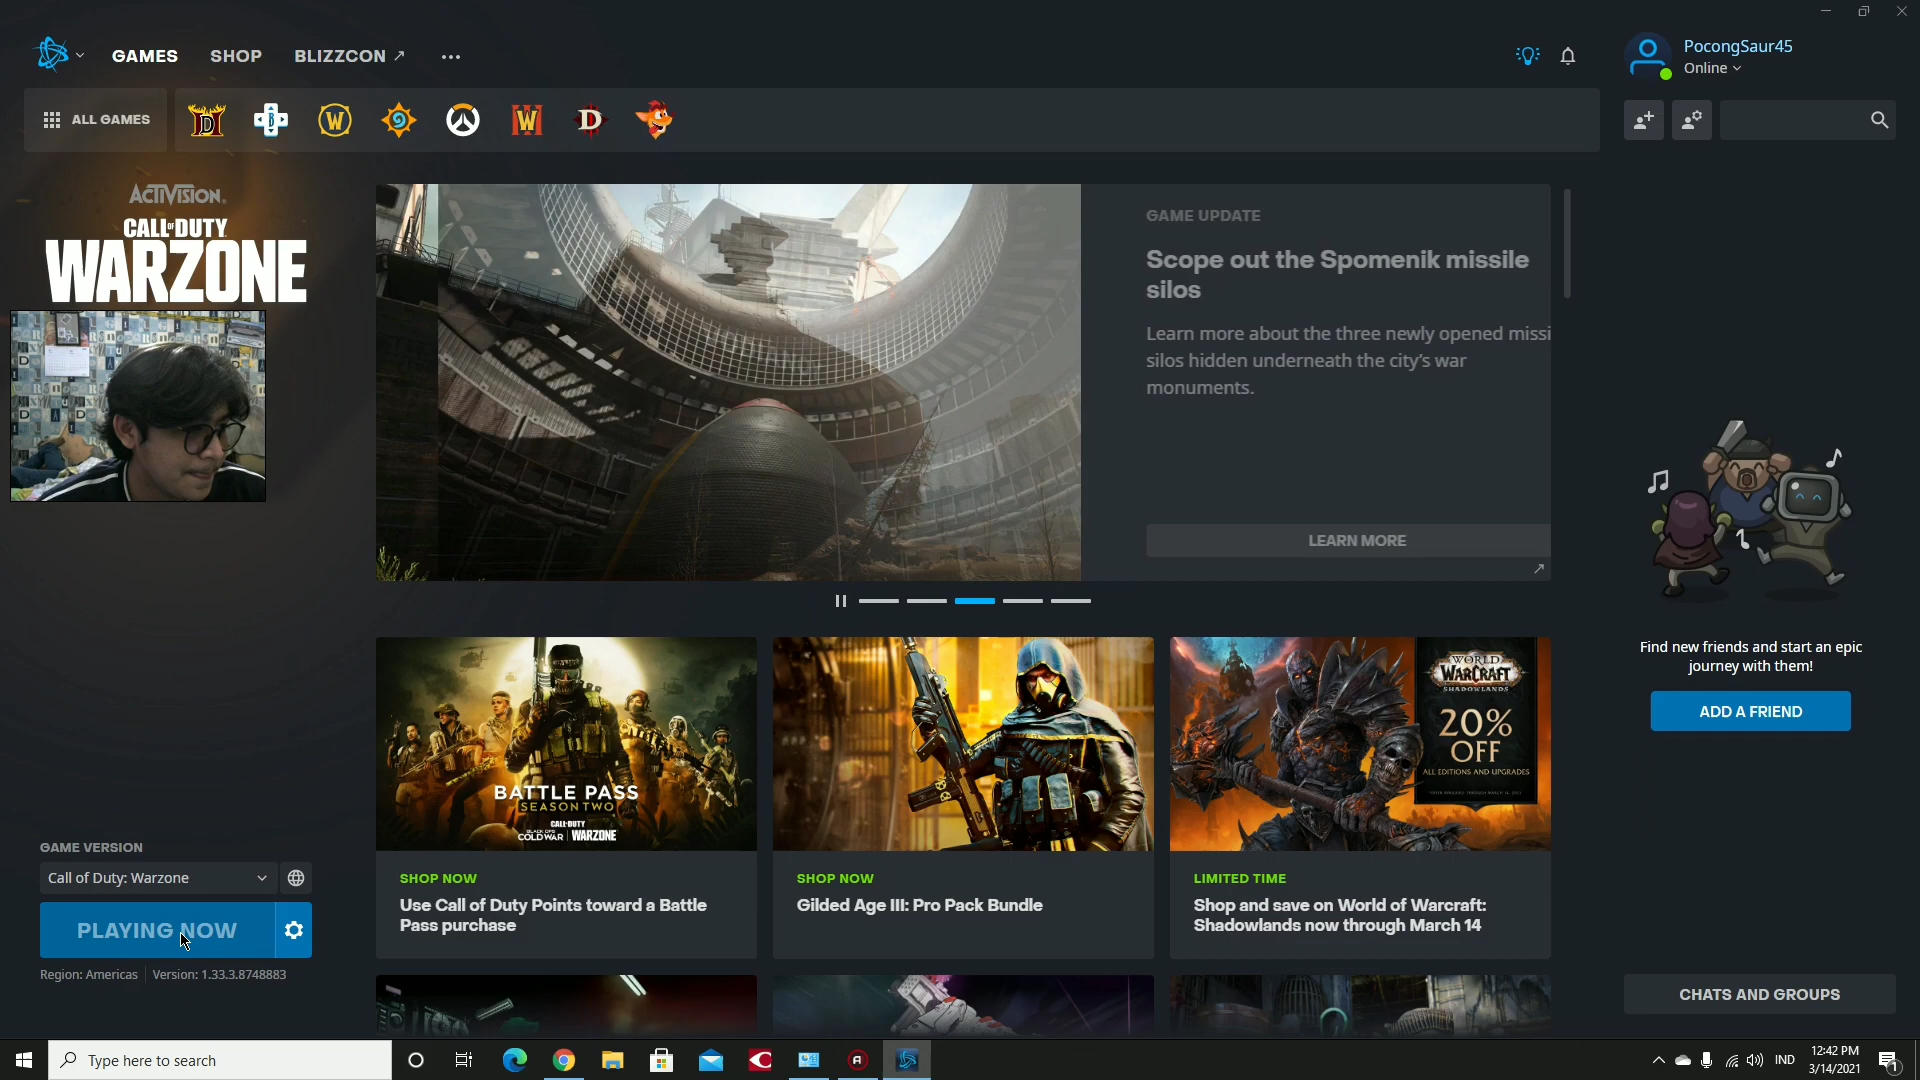 GAMES
SHOP
BLIZZCON
PocongSaur45
Online
ALL GAMES
ACTIVISION
CALL OF DUTY
WARZONE
GAME UPDATE
Scope out the Spomenik missile
silos
Learn more about the three newly opened missi
silos hidden underneath the city's war
monuments.
LEARN MORE
Find new friends and start an epic
journey with them!
ADD A FRIEND
BATTLE PASS
SEASON TWO
CALL OF DUTY
BLACK OPS
COLD WAR | WARZONE
WORLD
WARCRAFT
SHADOWLANDS
20%
OFF
ALL EDITIONS AND UPGRADES
SHOP NOW
Use Call of Duty Points toward a Battle
Pass purchase
SHOP NOW
Gilded Age III: Pro Pack Bundle
LIMITED TIME
Shop and save on World of Warcraft:
Shadowlands now through March 14
GAME VERSION
Call of Duty: Warzone
PLAYING NOW
Region: Americas
Version: 1.33.3.8748883
CHATS AND GROUPS
Type here to search
IND
12:42 PM
3/14/2021
1